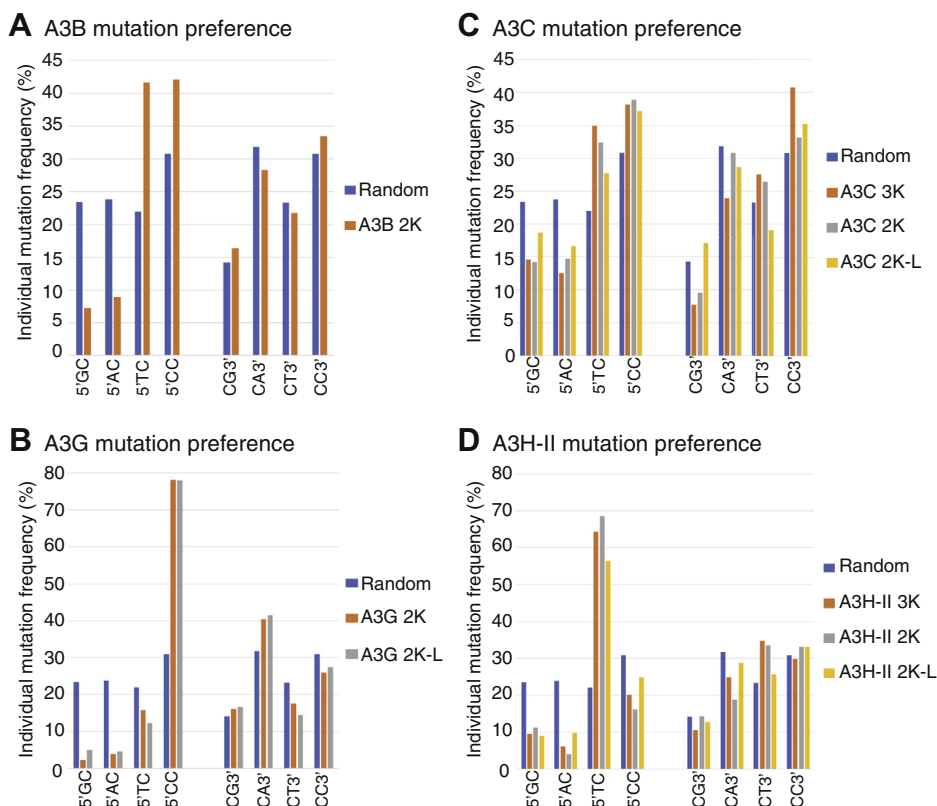 A A3B mutation preference
Individual mutation frequency (%)
45
40
35
30
25
20
15
10
5
0
5'GC
5'AC
5'TC
5'CC
CG3'
CA3'
CT3'
CC3'
Random
A3B 2K
B A3G mutation preference
Individual mutation frequency (%)
80
70
60
50
40
30
20
10
0
5'GC
5'AC
5'TC
5'CC
CG3'
CA3'
CT3'
CC3'
Random
A3G 2K
A3G 2K-L
C A3C mutation preference
Individual mutation frequency (%)
45
40
35
30
25
20
15
10
5
0
5'GC
5'AC
5'TC
5'CC
CG3'
CA3'
CT3'
CC3'
Random
A3C 3K
A3C 2K
A3C 2K-L
D A3H-II mutation preference
Individual mutation frequency (%)
80
70
60
50
40
30
20
10
0
5'GC
5'AC
5'TC
5'CC
CG3'
CA3'
CT3'
CC3'
Random
A3H-II 3K
A3H-II 2K
A3H-II 2K-L